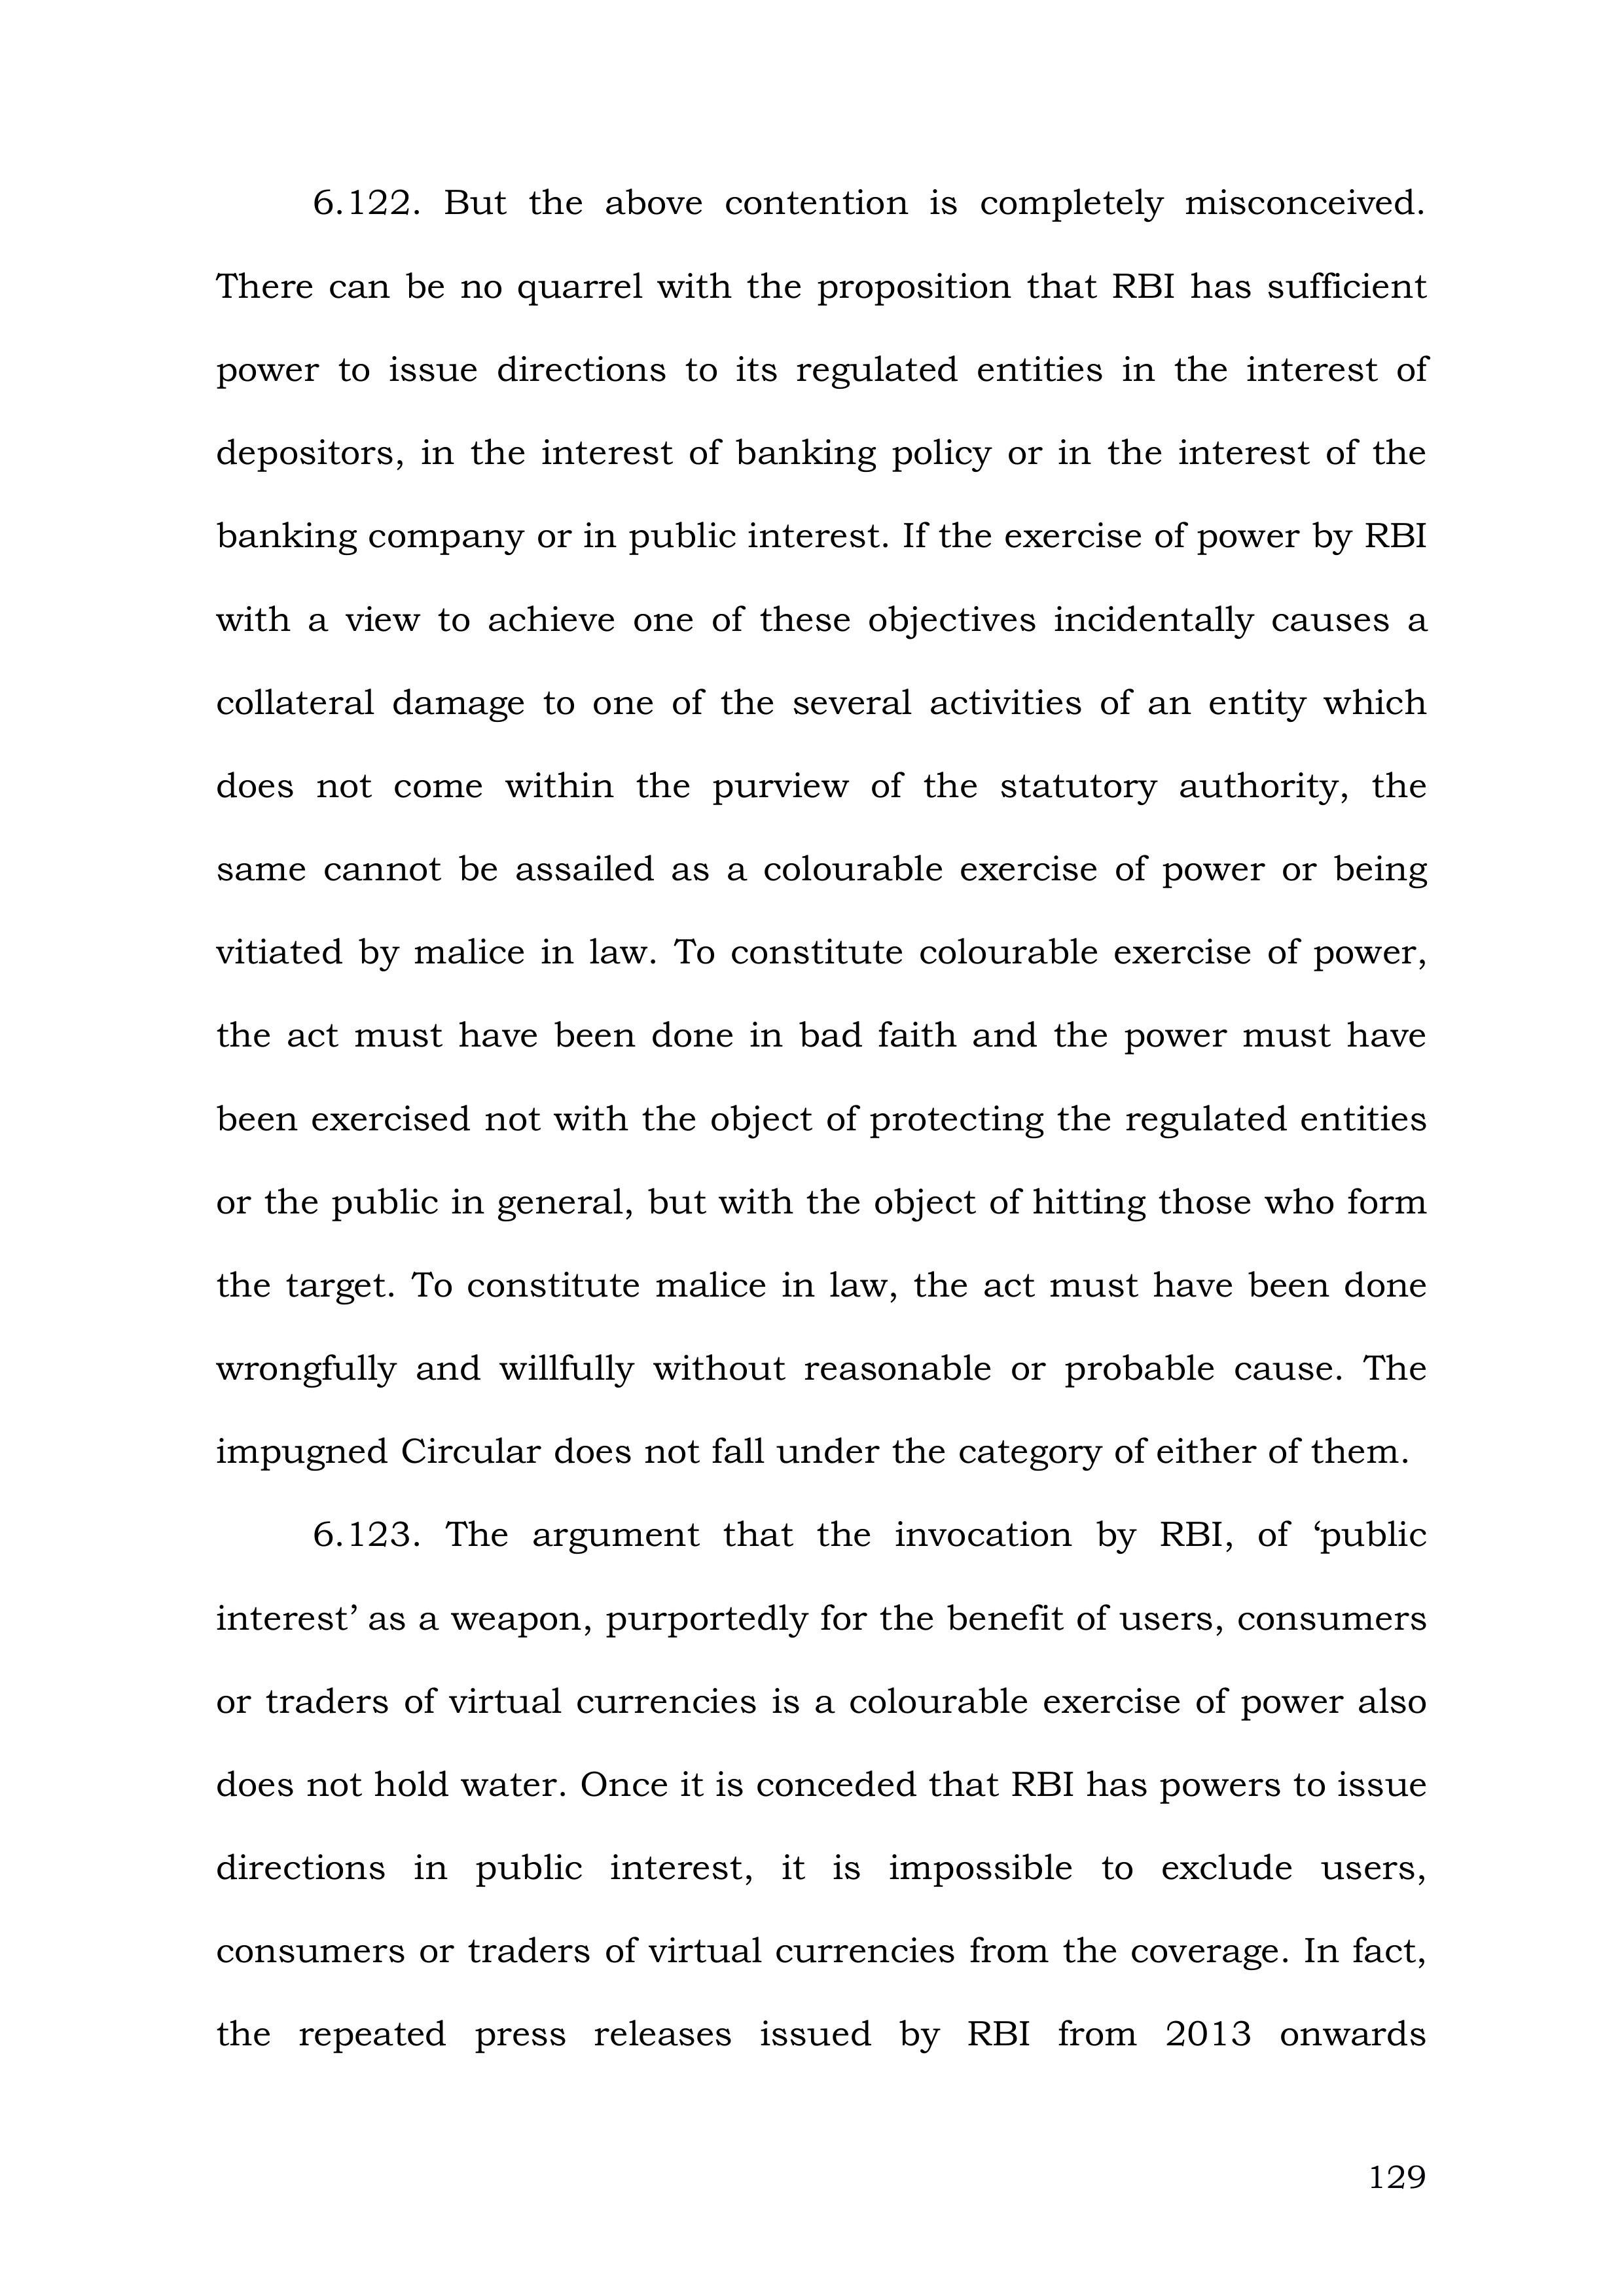 6.122. But the above contention is completely misconceived.
There can be no quarrel with the proposition that RBI has sufficient
power to issue directions to its regulated entities in the interest of
depositors, in the interest of banking policy or in the interest of the
banking company or in public interest. If the exercise of power by RBI
with a view to achieve one of these objectives incidentally causes a
collateral damage to one of the several activities of an entity which
does not come within the purview of the statutory authority, the
same cannot be assailed as a colourable exercise of power or being
vitiated by malice in law. To constitute colourable exercise of power,
the act must have been done in bad faith and the power must have
been exercised not with the object of protecting the regulated entities
or the public in general, but with the object of hitting those who form
the target. To constitute malice in law, the act must have been done
wrongfully and willfully without reasonable or probable cause. The
impugned Circular does not fall under the category of either of them.
6.123. The argument that the invocation by RBI, of ‘public
interest’ as a weapon, purportedly for the benefit of users, consumers
or traders of virtual currencies is a colourable exercise of power also
does not hold water. Once it is conceded that RBI has powers to issue
directions in public interest, it is impossible to exclude users,
consumers or traders of virtual currencies from the coverage. In fact,
the repeated press releases issued by RBI from 2013 onwards
129